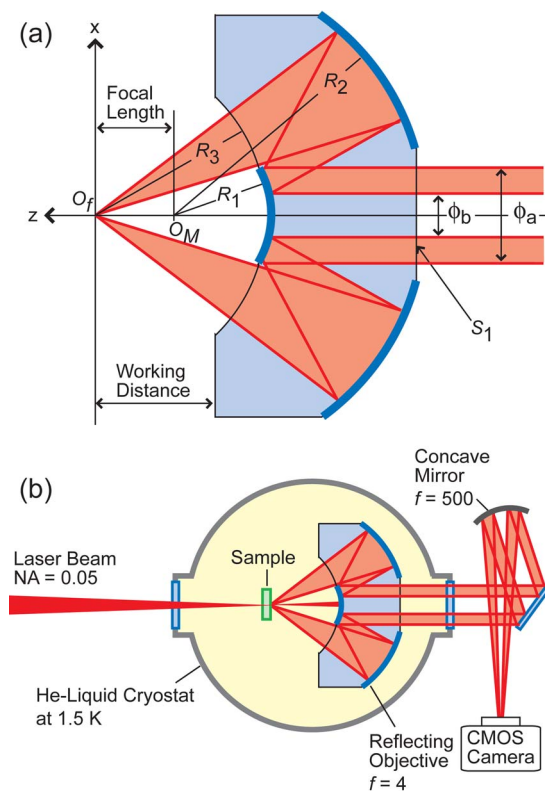 (a)
x
Focal
Length
R2
R3
R1
Of
z
OM
ϕb
ϕa
S1
Working
Distance
(b)
Concave
Mirror
f = 500
Laser Beam
NA = 0.05
Sample
He-Liquid Cryostat
at 1.5 K
Reflecting
Objective
f = 4
CMOS
Camera